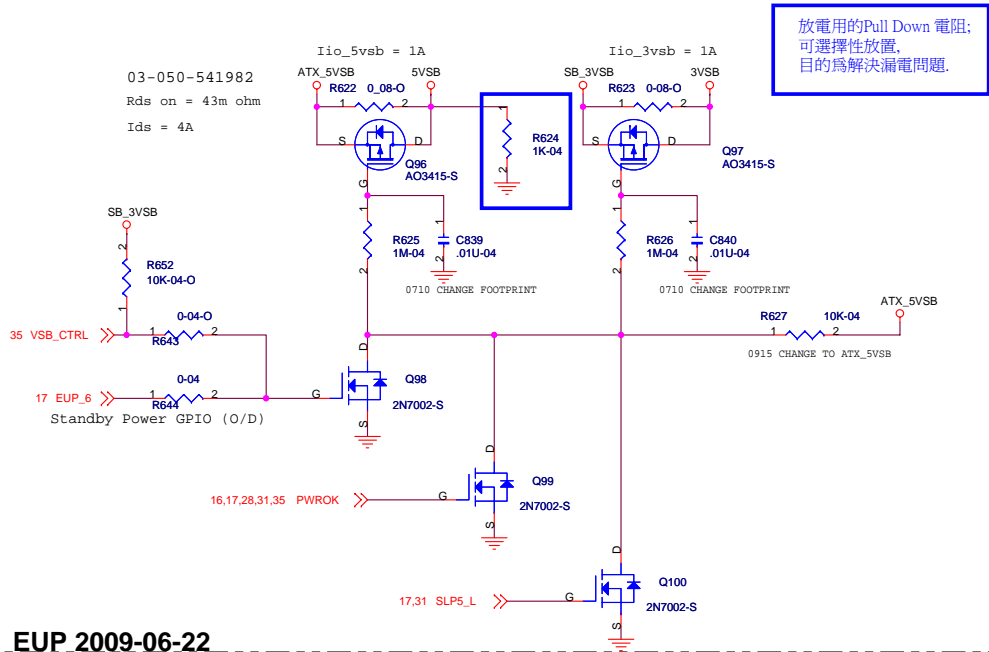 放電用的Pull Down 電阻;
可選擇性放置,
目的爲解決漏電問題.
Iio_5vsb = 1A
Iio_3vsb = 1A
03-050-541982
Rds on = 43m ohm
Ids = 4A
ATX_5VSB
5VSB
SB_3VSB
3VSB
R622
0_08-O
1
2
R623
0-08-O
1
2
S
D
G
Q96
AO3415-S
1
R624
1K-04
2
S
D
G
Q97
AO3415-S
1
R625
1M-04
2
1
C839
.01U-04
2
0710 CHANGE FOOTPRINT
1
R626
1M-04
2
1
C840
.01U-04
2
0710 CHANGE FOOTPRINT
SB_3VSB
2
R652
10K-04-O
1
35 VSB_CTRL
0-04-O
1
2
R643
17 EUP_6
0-04
1
2
R644
Standby Power GPIO (O/D)
R627
10K-04
1
2
ATX_5VSB
0915 CHANGE TO ATX_5VSB
D
G
S
Q98
2N7002-S
16,17,28,31,35 PWROK
D
G
S
Q99
2N7002-S
17,31 SLP5_L
D
G
S
Q100
2N7002-S
EUP 2009-06-22